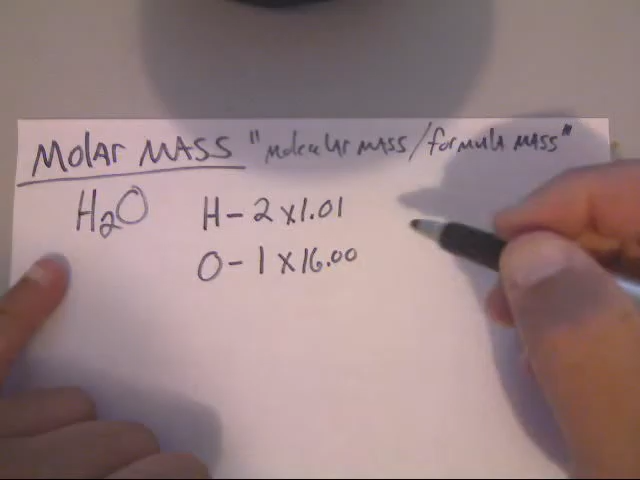 MOLAR MASS "molecular MASS/formula MASS"
H₂O H - 2 x 1.01
O - 1 x 16.00